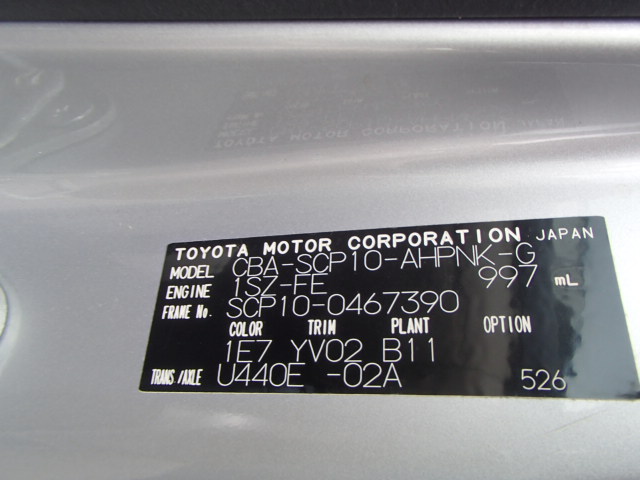 TOYOTA MOTOR CORPORATION JAPAN
MODEL CBA-SCP10-AHPNK-G
ENGINE 1SZ-FE 997 mL
FRAME No. SCP10-0467390
COLOR TRIM PLANT OPTION
1E7 YV02 B11
TRANS./AXLE U440E -02A 526